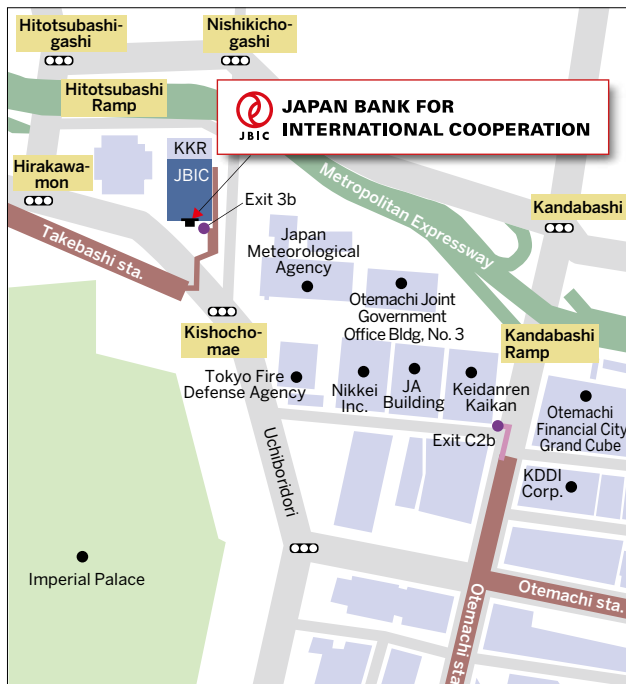 Hitotsubashi-
gashi
Nishikicho-
gashi
Hitotsubashi
Ramp
JBIC
JAPAN BANK FOR
INTERNATIONAL COOPERATION
KKR
JBIC
Hirakawa-
mon
Exit 3b
Metropolitan Expressway
Kandabashi
Takebashi sta.
Japan
Meteorological
Agency
Otemachi Joint
Government
Office Bldg, No. 3
Kishocho-
mae
Kandabashi
Ramp
Tokyo Fire
Defense Agency
Nikkei
Inc.
JA
Building
Keidanren
Kaikan
Otemachi
Financial City
Grand Cube
Exit C2b
Uchiboridori
KDDI
Corp.
Imperial Palace
Otemachi sta.
Otemachi sta.